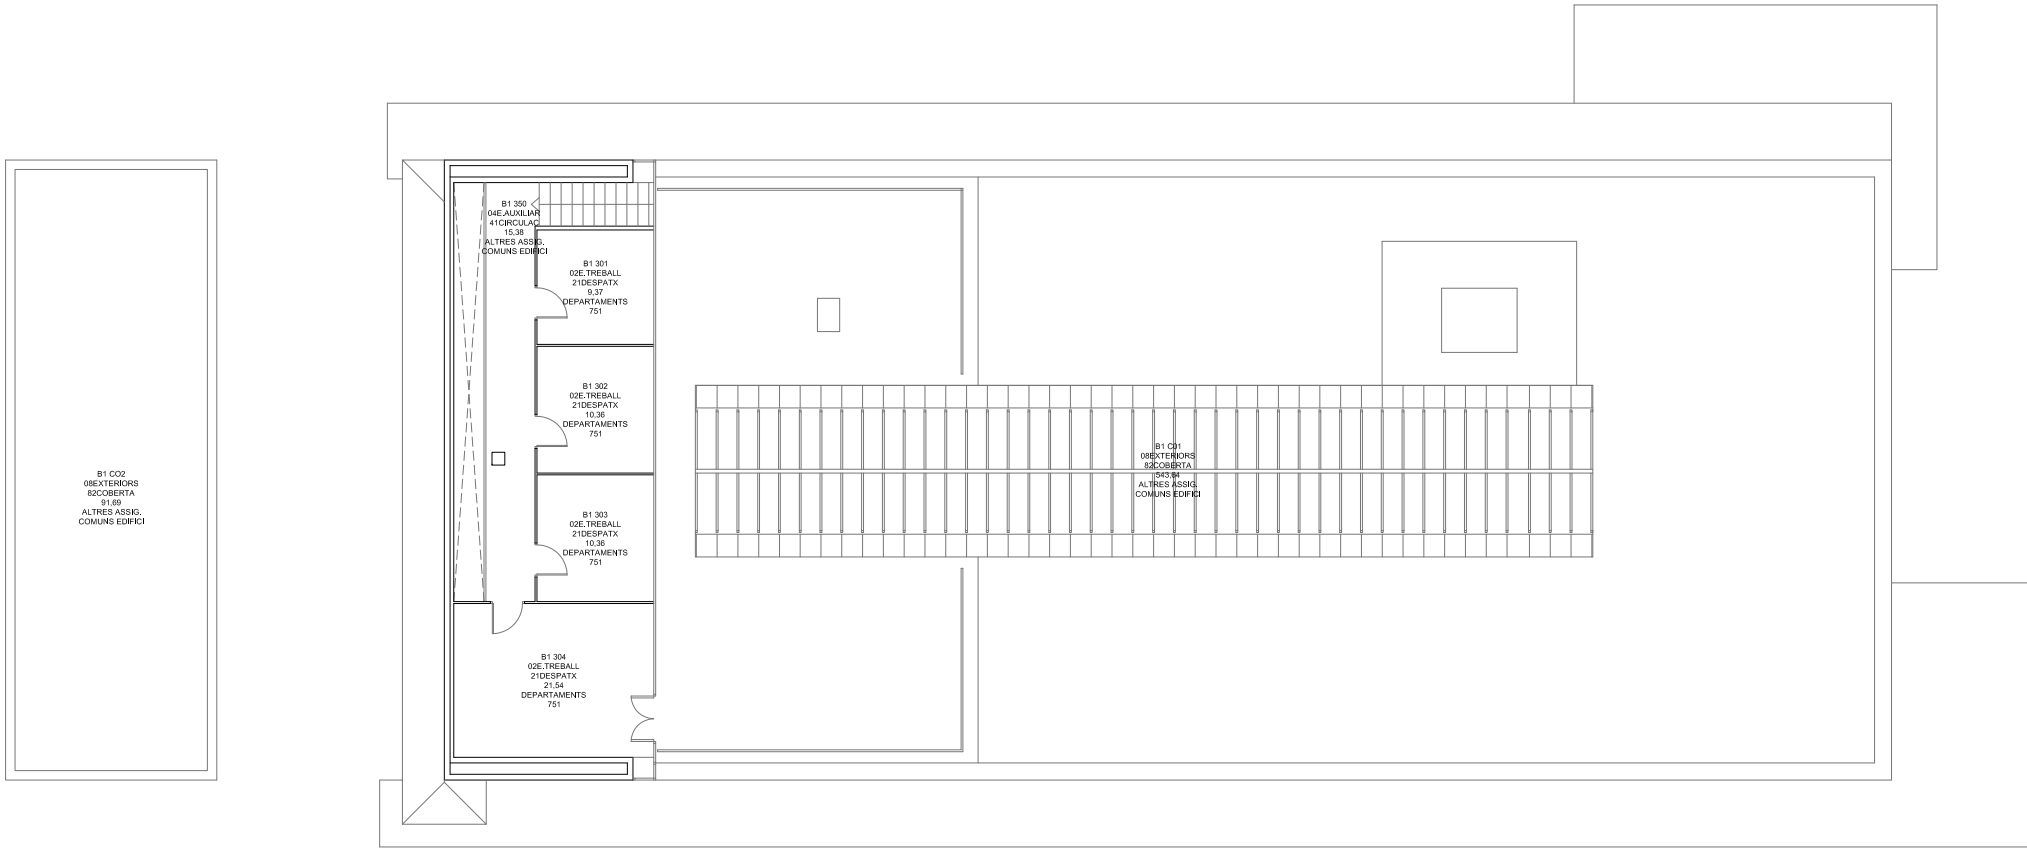 B1 350
04E.AUXILIAR
41CIRCULAC
15,38
ALTRES ASSIG.
COMUNS EDIFICI
B1 301
02E.TREBALL
21DESPATX
9,37
DEPARTAMENTS
751
B1 302
02E.TREBALL
21DESPATX
10,36
DEPARTAMENTS
751
B1 303
02E.TREBALL
21DESPATX
10,36
DEPARTAMENTS
751
B1 304
02E.TREBALL
21DESPATX
21,54
DEPARTAMENTS
751
B1 CO2
08EXTERIORS
82COBERTA
91,69
ALTRES ASSIG.
COMUNS EDIFICI
B1 C01
08EXTERIORS
82COBERTA
543,64
ALTRES ASSIG.
COMUNS EDIFICI